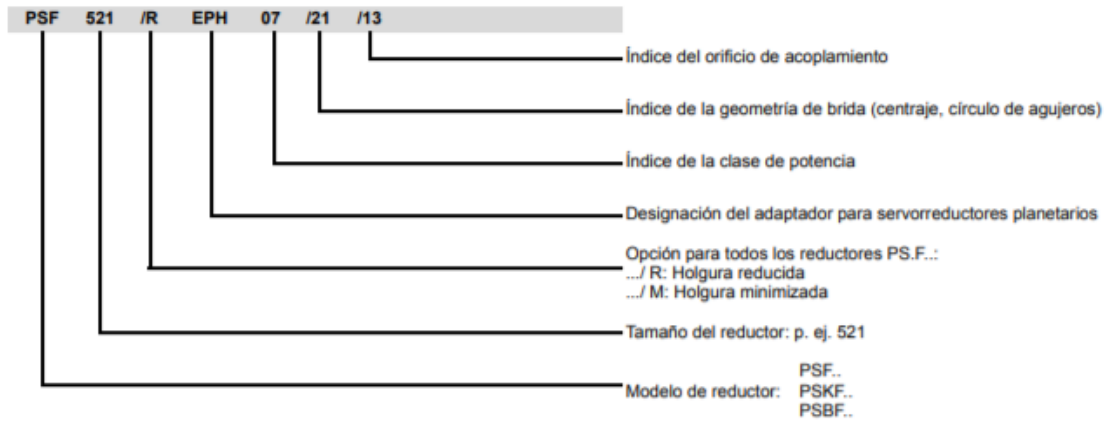 PSF 521 /R EPH 07 /21 /13
Índice del orificio de acoplamiento
Índice de la geometría de brida (centraje, círculo de agujeros)
Índice de la clase de potencia
Designación del adaptador para servorreductores planetarios
Opción para todos los reductores PS.F..:
.../ R: Holgura reducida
.../ M: Holgura minimizada
Tamaño del reductor: p. ej. 521
PSF..
Modelo de reductor: PSKF..
PSBF..